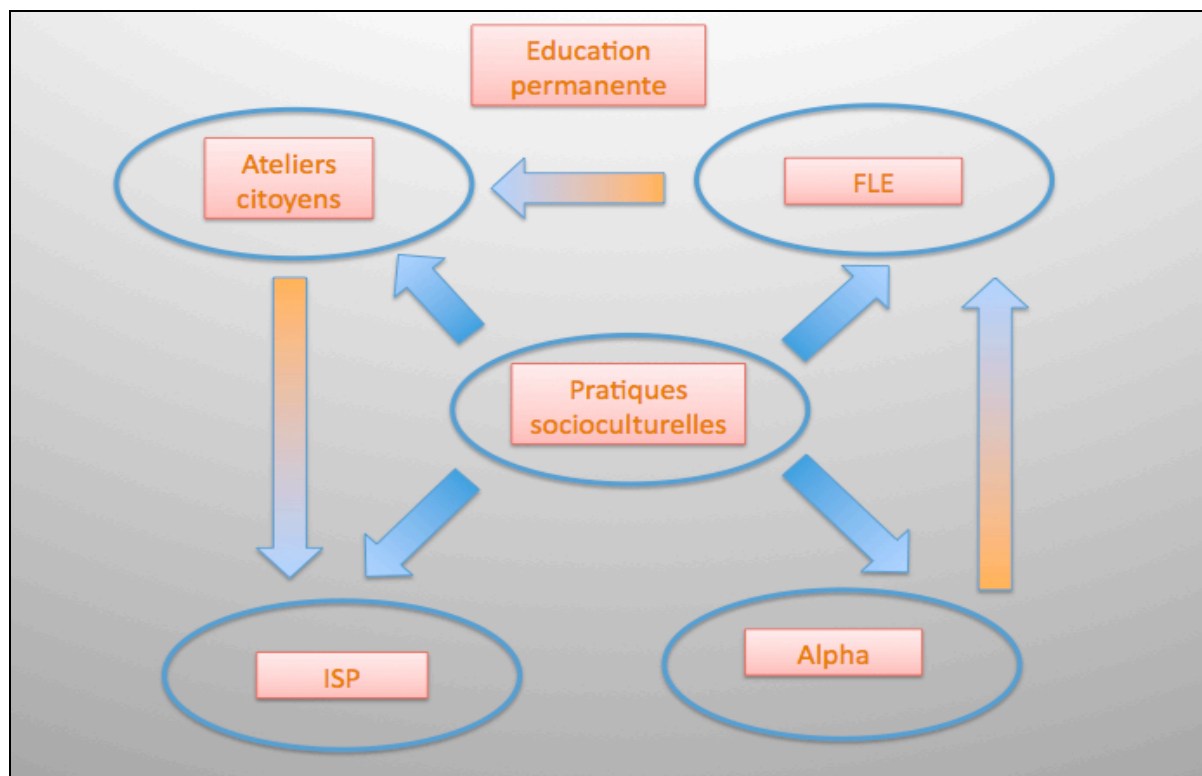 Education
permanente
Ateliers
citoyens
FLE
Pratiques
socioculturelles
ISP
Alpha